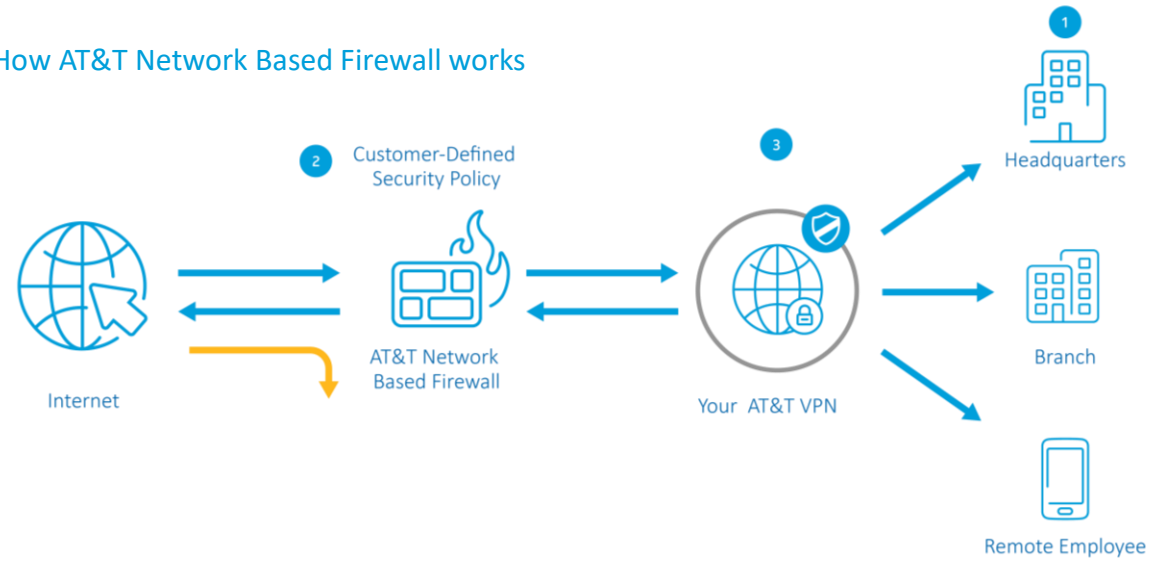 How AT&T Network Based Firewall works
1
2
Customer-Defined
Security Policy
3
Headquarters
AT&T Network
Based Firewall
Internet
Your AT&T VPN
Branch
Remote Employee